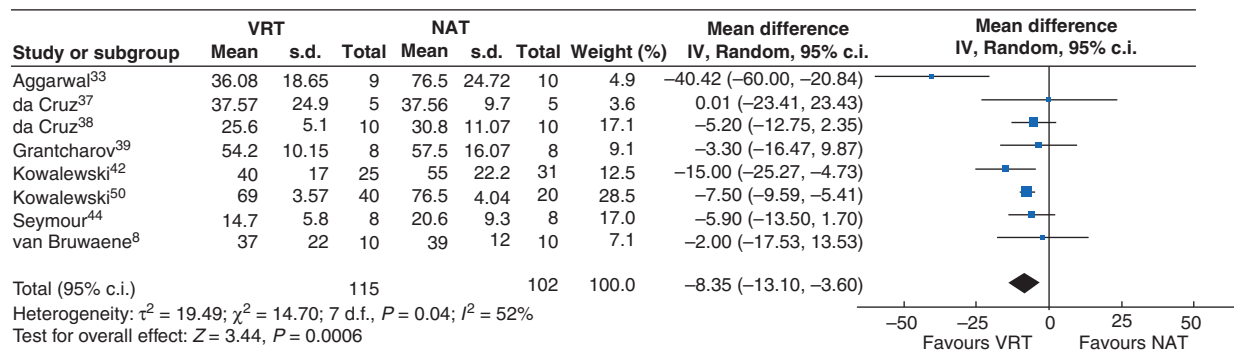 VRT NAT Mean difference Mean difference
Study or subgroup Mean s.d. Total Mean s.d. Total Weight (%) IV, Random, 95% c.i. IV, Random, 95% c.i.
Aggarwal³³ 36.08 18.65 9 76.5 24.72 10 4.9 –40.42 (–60.00, –20.84)
da Cruz³⁷ 37.57 24.9 5 37.56 9.7 5 3.6 0.01 (–23.41, 23.43)
da Cruz³⁸ 25.6 5.1 10 30.8 11.07 10 17.1 –5.20 (–12.75, 2.35)
Grantcharov³⁹ 54.2 10.15 8 57.5 16.07 8 9.1 –3.30 (–16.47, 9.87)
Kowalewski⁴² 40 17 25 55 22.2 31 12.5 –15.00 (–25.27, –4.73)
Kowalewski⁵⁰ 69 3.57 40 76.5 4.04 20 28.5 –7.50 (–9.59, –5.41)
Seymour⁴⁴ 14.7 5.8 8 20.6 9.3 8 17.0 –5.90 (–13.50, 1.70)
van Bruwaene⁸ 37 22 10 39 12 10 7.1 –2.00 (–17.53, 13.53)
Total (95% c.i.) 115 102 100.0 –8.35 (–13.10, –3.60)
Heterogeneity: τ² = 19.49; χ² = 14.70; 7 d.f., P = 0.04; I² = 52%
Test for overall effect: Z = 3.44, P = 0.0006
–50 –25 0 25 50
Favours VRT Favours NAT